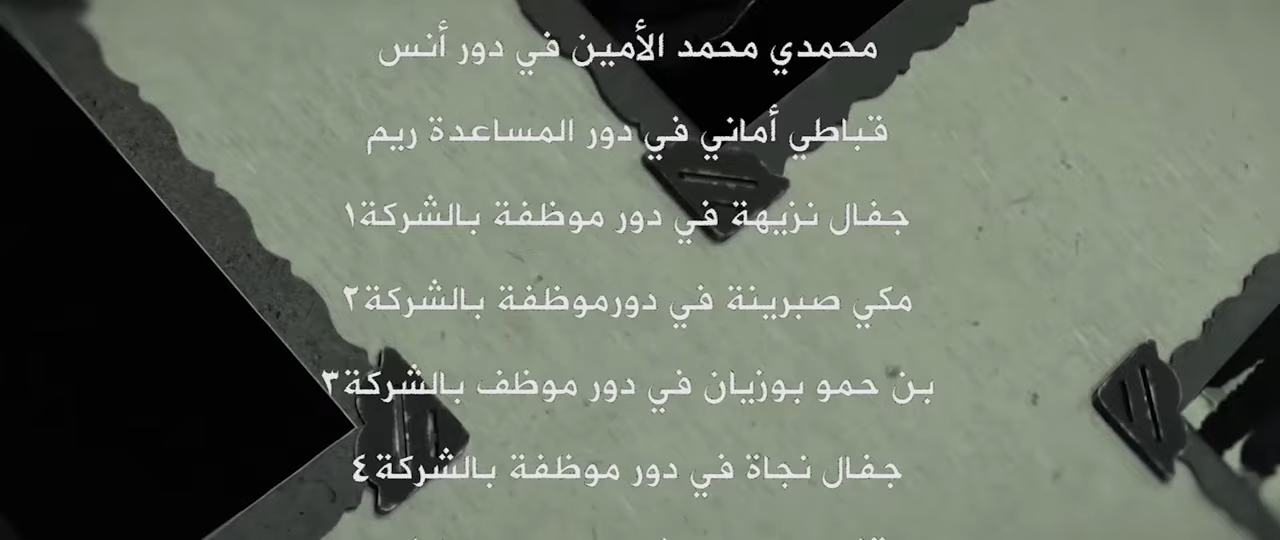 محمدي محمد الأمين في دور أنس
قباطي أماني في دور المساعدة ريم
جفال نزيهة في دور موظفة بالشركة١
مكي صبرينة في دورموظفة بالشركة٢
بن حمو بوزيان في دور موظف بالشركة٣
جفال نجاة في دور موظفة بالشركة٤